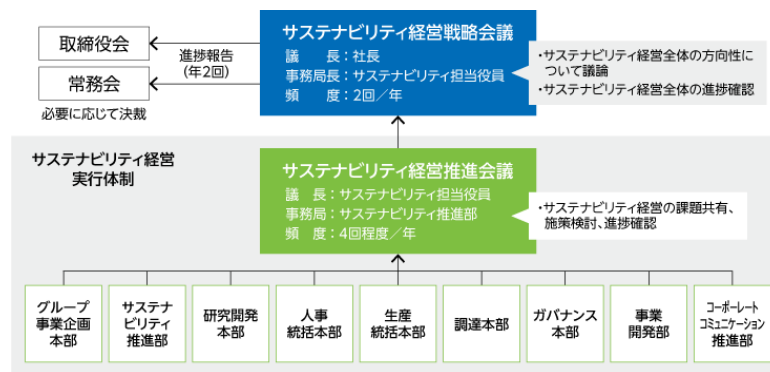 取締役会
常務会
必要に応じて決裁
進捗報告
(年2回)
サステナビリティ経営戦略会議
議　長：社長
事務局長：サステナビリティ担当役員
頻　度：2回／年
・サステナビリティ経営全体の方向性に
ついて議論
・サステナビリティ経営全体の進捗確認
サステナビリティ経営
実行体制
サステナビリティ経営推進会議
議　長：サステナビリティ担当役員
事務局：サステナビリティ推進部
頻　度：4回程度／年
・サステナビリティ経営の課題共有、
施策検討、進捗確認
グループ
事業企画
本部
サステナ
ビリティ
推進部
研究開発
本部
人事
統括本部
生産
統括本部
調達本部
ガバナンス
本部
事業
開発部
コーポレート
コミュニケーション
推進部